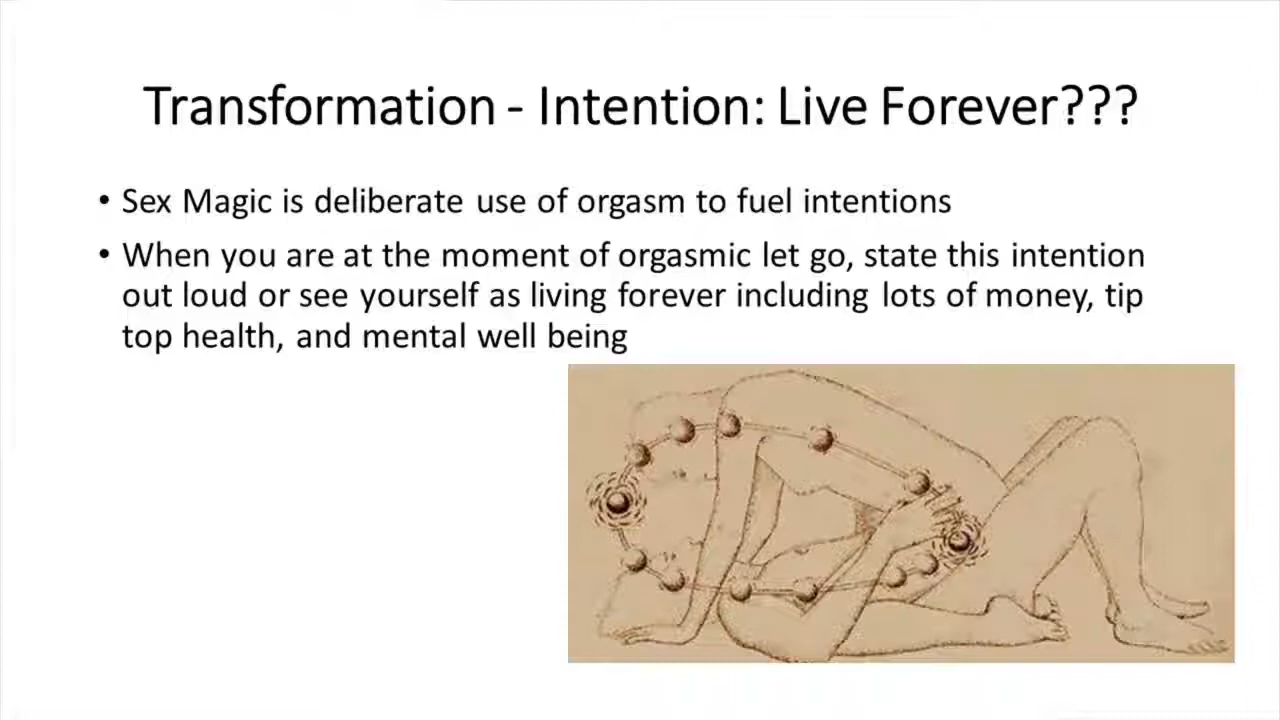 Transformation - Intention: Live Forever???
• Sex Magic is deliberate use of orgasm to fuel intentions
• When you are at the moment of orgasmic let go, state this intention
out loud or see yourself as living forever including lots of money, tip
top health, and mental well being